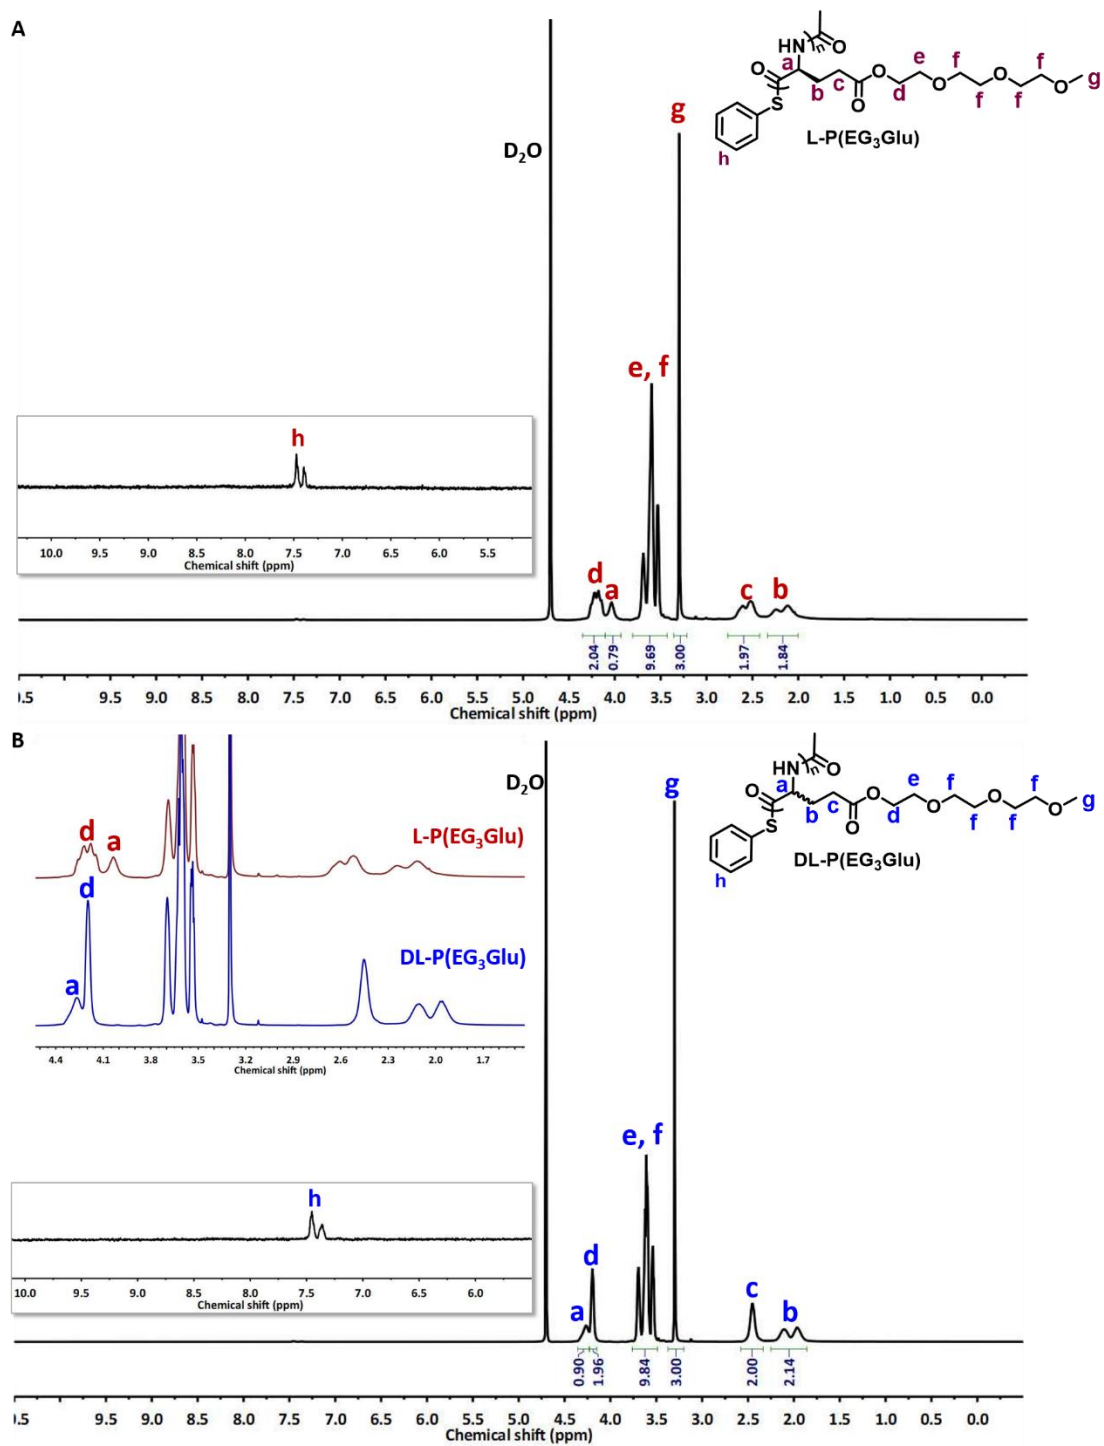 A
H
N
n
O
a
O
e
f
f
b
c
O
O
O
O
g
S
O
d
f
f
g
h
L-P(EG₃Glu)
D₂O
e, f
h
10.0 9.5 9.0 8.5 8.0 7.5 7.0 6.5 6.0 5.5
Chemical shift (ppm)
d
a
c
b
2.04 0.79 9.69 3.00 1.97 1.84
).5 9.0 8.5 8.0 7.5 7.0 6.5 6.0 5.5 5.0 4.5 4.0 3.5 3.0 2.5 2.0 1.5 1.0 0.5 0.0
Chemical shift (ppm)
B
HN
n
O
a
O
e
f
f
b
c
O
O
O
O
g
S
O
d
f
f
h
DL-P(EG₃Glu)
D₂O
g
d
a
L-P(EG₃Glu)
d
a
DL-P(EG₃Glu)
4.4 4.1 3.8 3.5 3.2 2.9 2.6 2.3 2.0 1.7
Chemical shift (ppm)
e, f
h
10.0 9.5 9.0 8.5 8.0 7.5 7.0 6.5 6.0
Chemical shift (ppm)
a
d
c
b
0.90 1.96 9.84 3.00 2.00 2.14
).5 9.0 8.5 8.0 7.5 7.0 6.5 6.0 5.5 5.0 4.5 4.0 3.5 3.0 2.5 2.0 1.5 1.0 0.5 0.0
Chemical shift (ppm)